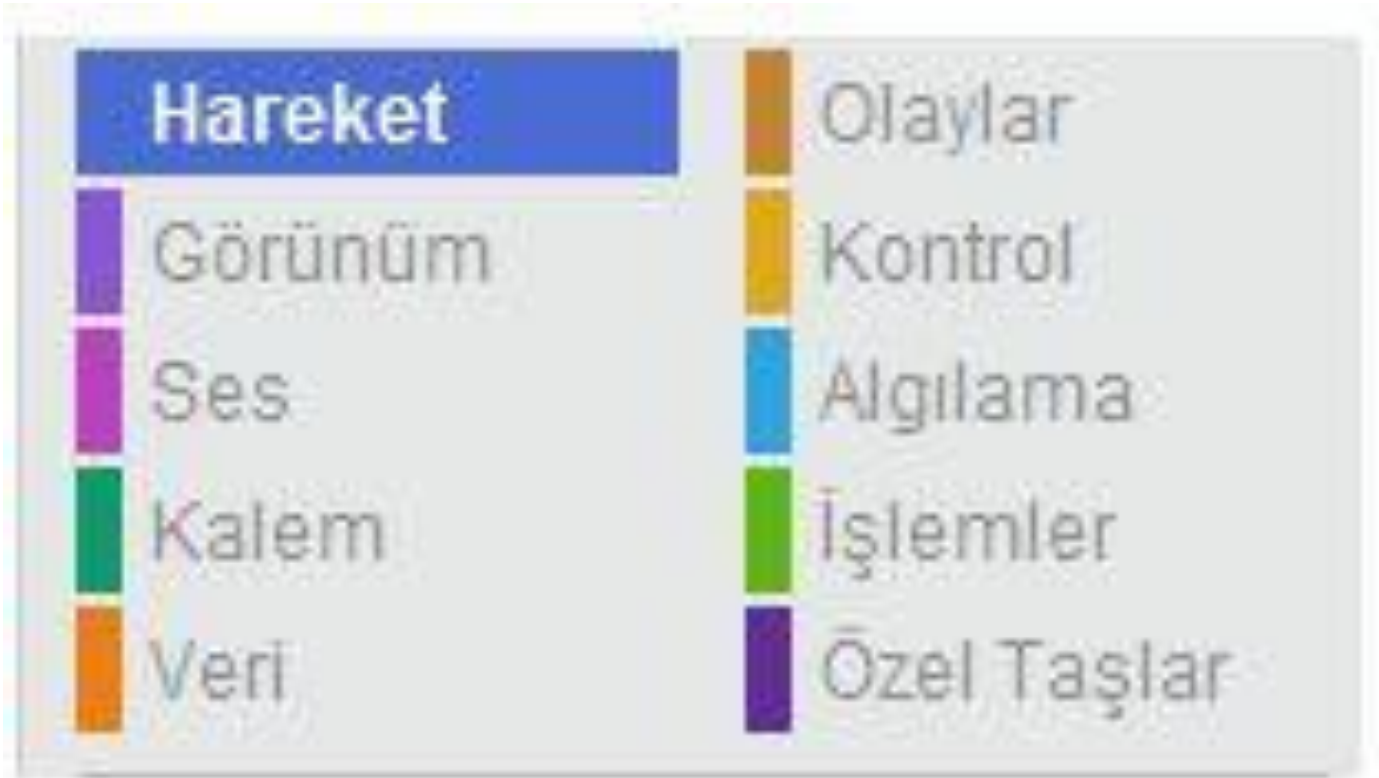 Hareket
Görünüm
Ses
Kalem
Veri
Olaylar
Kontrol
Algılama
İşlemler
Özel Taşlar